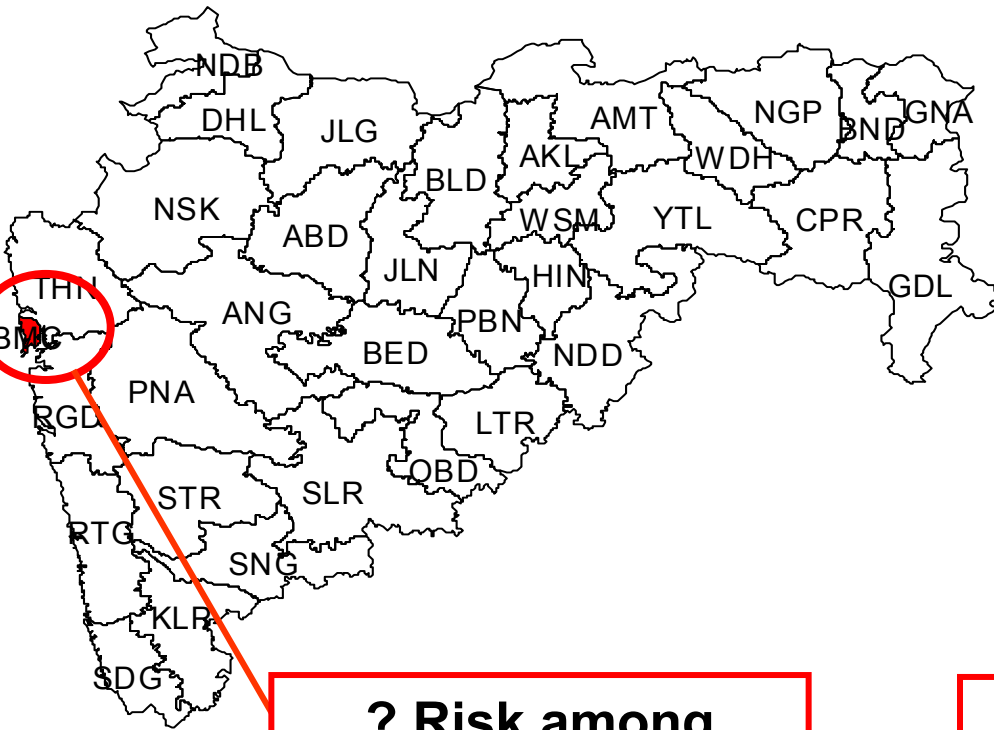 NDB
DHL
JLG
AMT
NGP
BND
GNA
AKL
WDH
BLD
NSK
WSM
YTL
CPR
ABD
JLN
HIN
GDL
THN
ANG
PBN
BMC
BED
NDD
PNA
RGD
LTR
OBD
STR
SLR
RTG
SNG
KLR
SDG
? Risk among